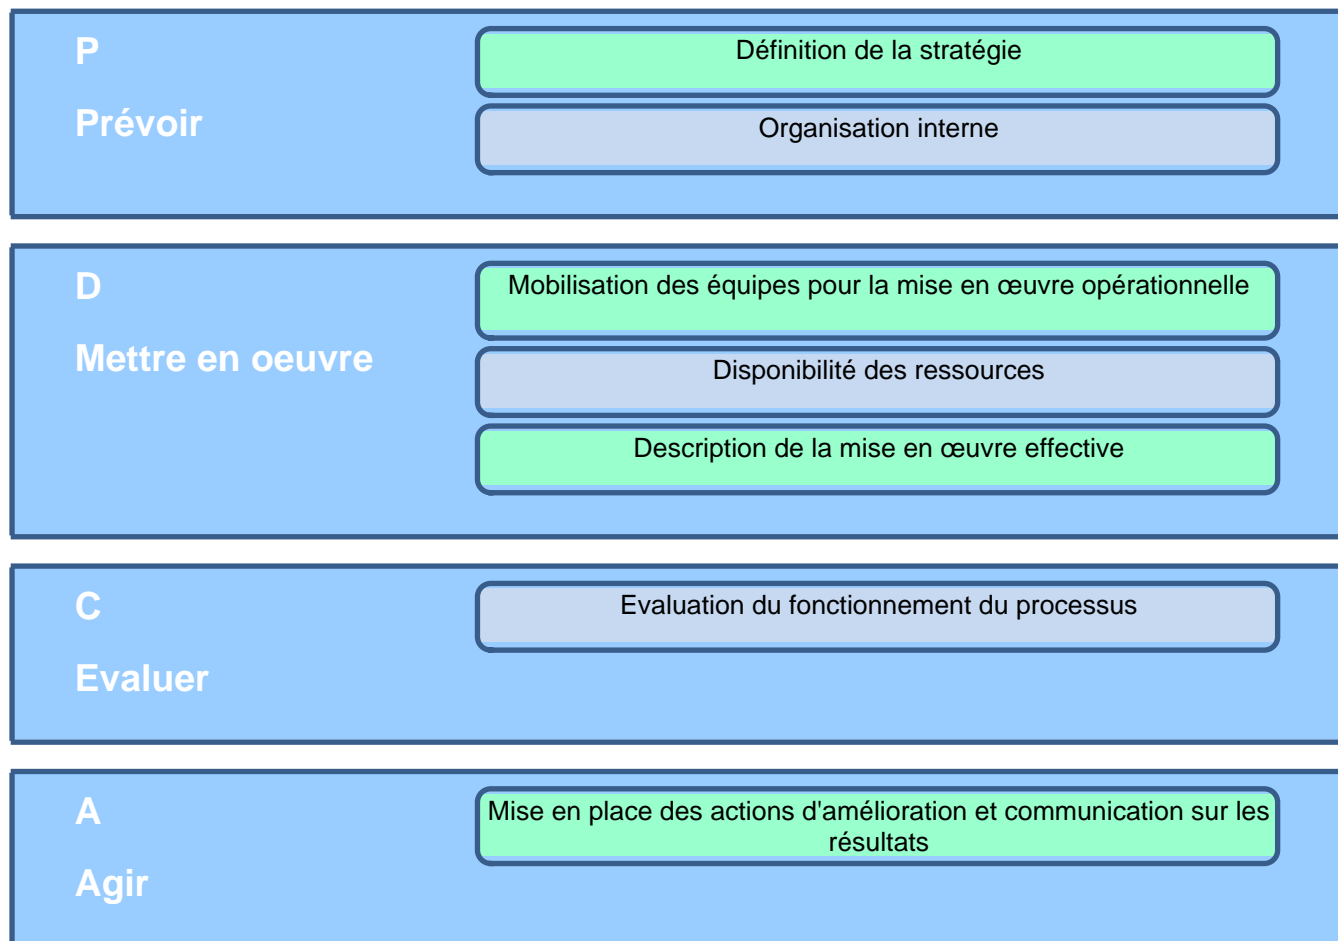 P
Prévoir
Définition de la stratégie
Organisation interne
D
Mettre en oeuvre
Mobilisation des équipes pour la mise en œuvre opérationnelle
Disponibilité des ressources
Description de la mise en œuvre effective
C
Evaluer
Evaluation du fonctionnement du processus
A
Agir
Mise en place des actions d'amélioration et communication sur les
résultats